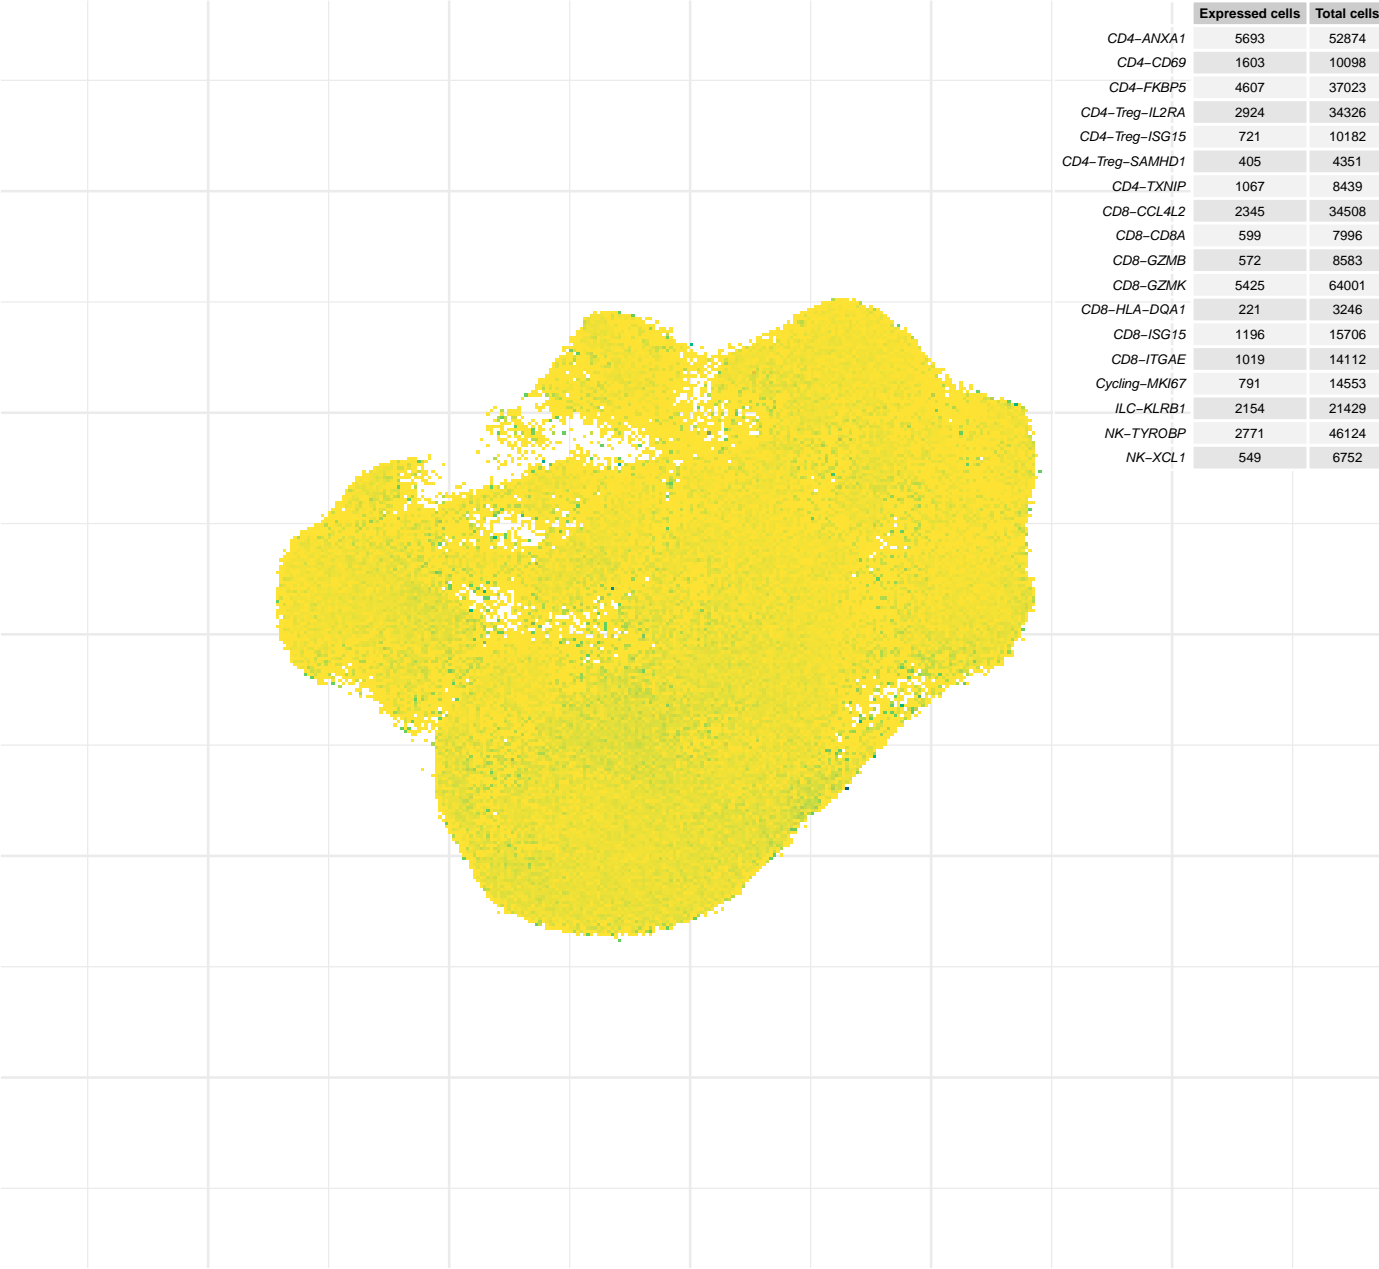 Expressed cells Total cells
CD4−ANXA1 5693 52874
CD4−CD69 1603 10098
CD4−FKBP5 4607 37023
CD4−Treg−IL2RA 2924 34326
CD4−Treg−ISG15 721 10182
CD4−Treg−SAMHD1 405 4351
CD4−TXNIP 1067 8439
CD8−CCL4L2 2345 34508
CD8−CD8A 599 7996
CD8−GZMB 572 8583
CD8−GZMK 5425 64001
CD8−HLA−DQA1 221 3246
CD8−ISG15 1196 15706
CD8−ITGAE 1019 14112
Cycling−MKI67 791 14553
ILC−KLRB1 2154 21429
NK−TYROBP 2771 46124
NK−XCL1 549 6752